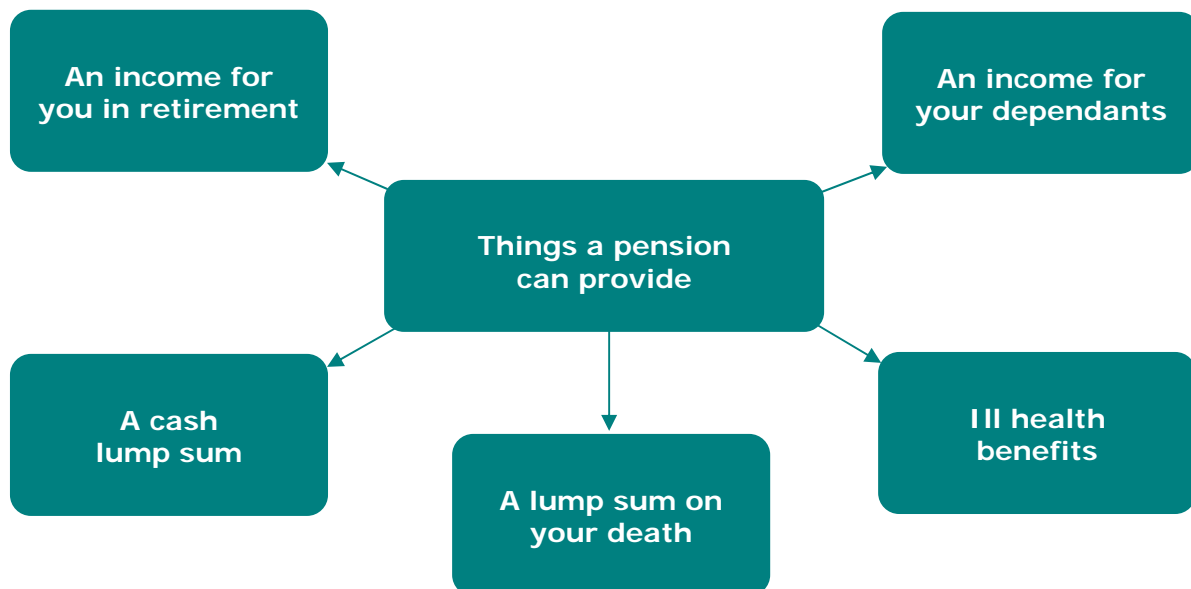 An income for
you in retirement
An income for
your dependants
Things a pension
can provide
A cash
lump sum
Ill health
benefits
A lump sum on
your death